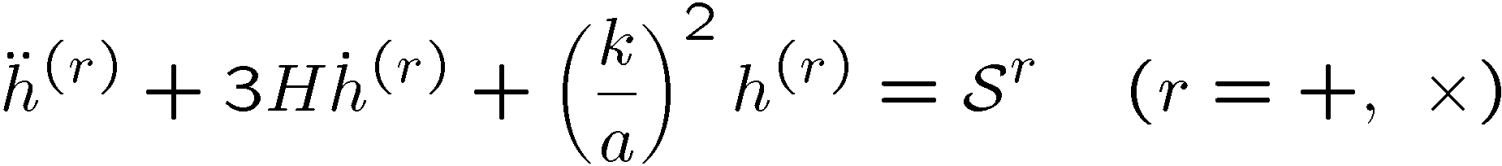 ḧ^(r) + 3Hḣ^(r) + (k/a)^2 h^(r) = 𝒮^r (r = +, ×)